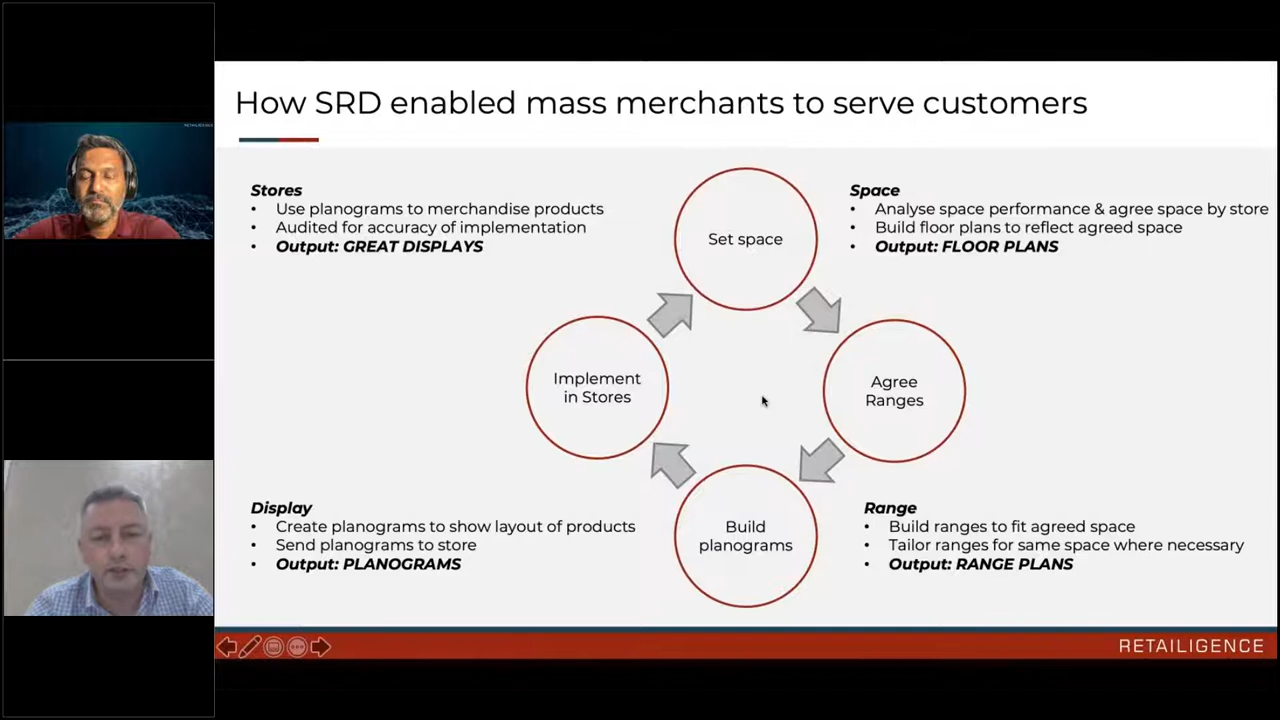 RETAILIGENCE
How SRD enabled mass merchants to serve customers
Stores
• Use planograms to merchandise products
• Audited for accuracy of implementation
• Output: GREAT DISPLAYS
Set space
Space
• Analyse space performance & agree space by store
• Build floor plans to reflect agreed space
• Output: FLOOR PLANS
Implement
in Stores
Agree
Ranges
Display
• Create planograms to show layout of products
• Send planograms to store
• Output: PLANOGRAMS
Build
planograms
Range
• Build ranges to fit agreed space
• Tailor ranges for same space where necessary
• Output: RANGE PLANS
RETAILIGENCE